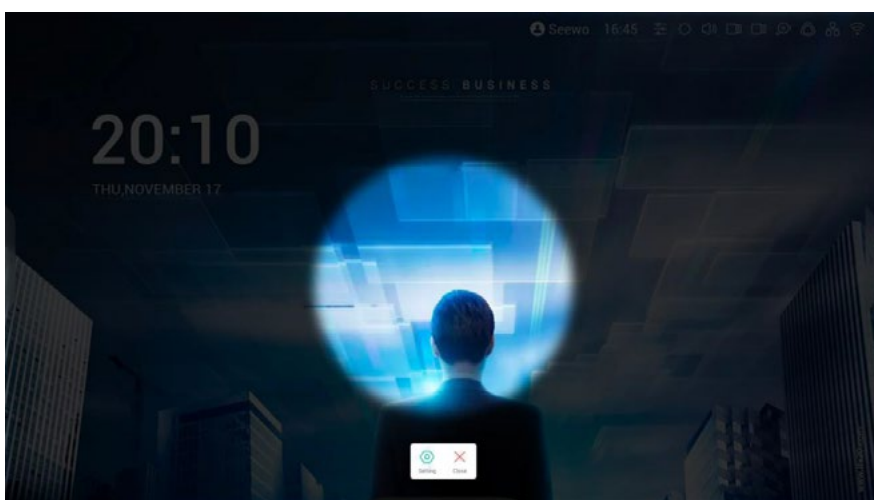 Seewo 16:45
SUCCESS BUSINESS
20:10
THU,NOVEMBER 17
Setting Close